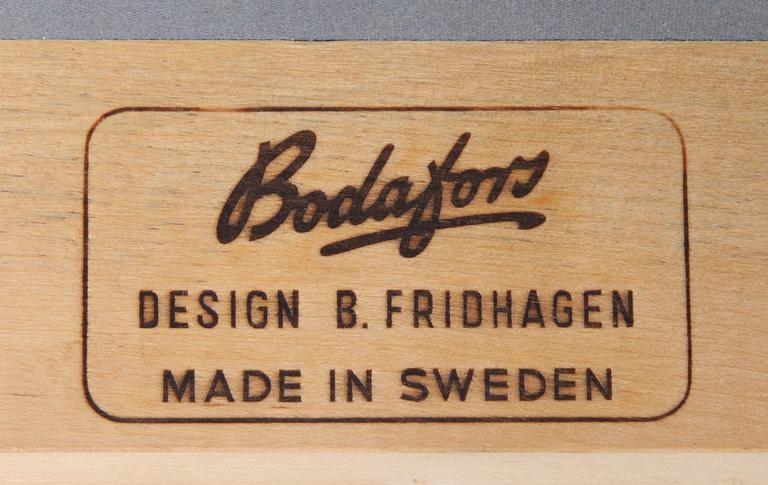 Bodafors
DESIGN B. FRIDHAGEN
MADE IN SWEDEN